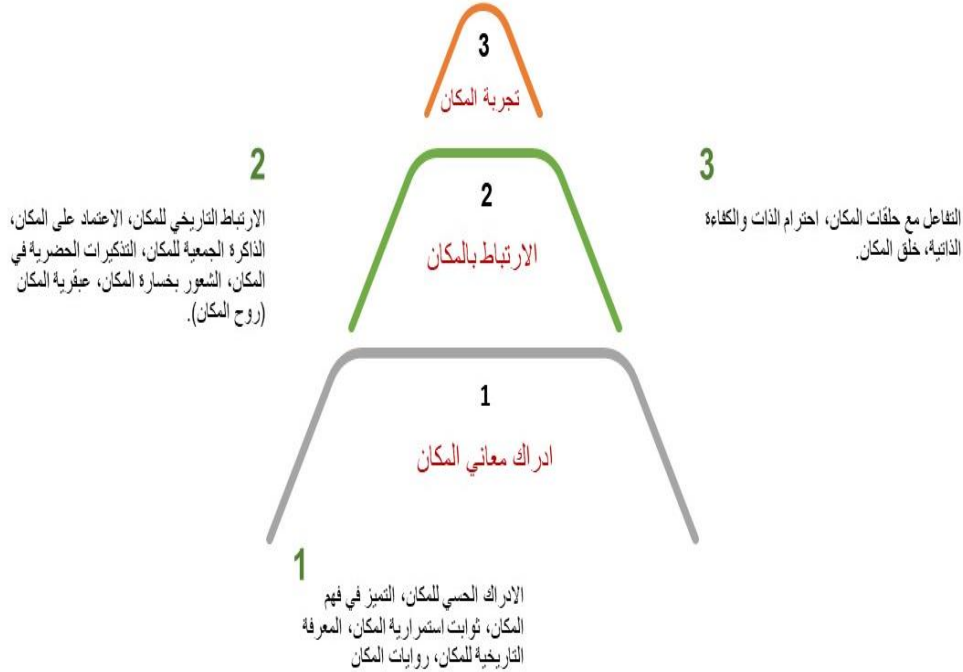 3
تجربة المكان
2
الارتباط بالمكان
1
ادراك معاني المكان
3
التفاعل مع حلقات المكان، احترام الذات والكفاءة
الذاتية، خلق المكان.
2
الارتباط التاريخي للمكان، الاعتماد على المكان،
الذاكرة الجمعية للمكان، التذكيرات الحضرية في
المكان، الشعور بخسارة المكان، عبقرية المكان
(روح المكان).
1
الادراك الحسي للمكان، التميز في فهم
المكان، ثوابت استمرارية المكان، المعرفة
التاريخية للمكان، روايات المكان